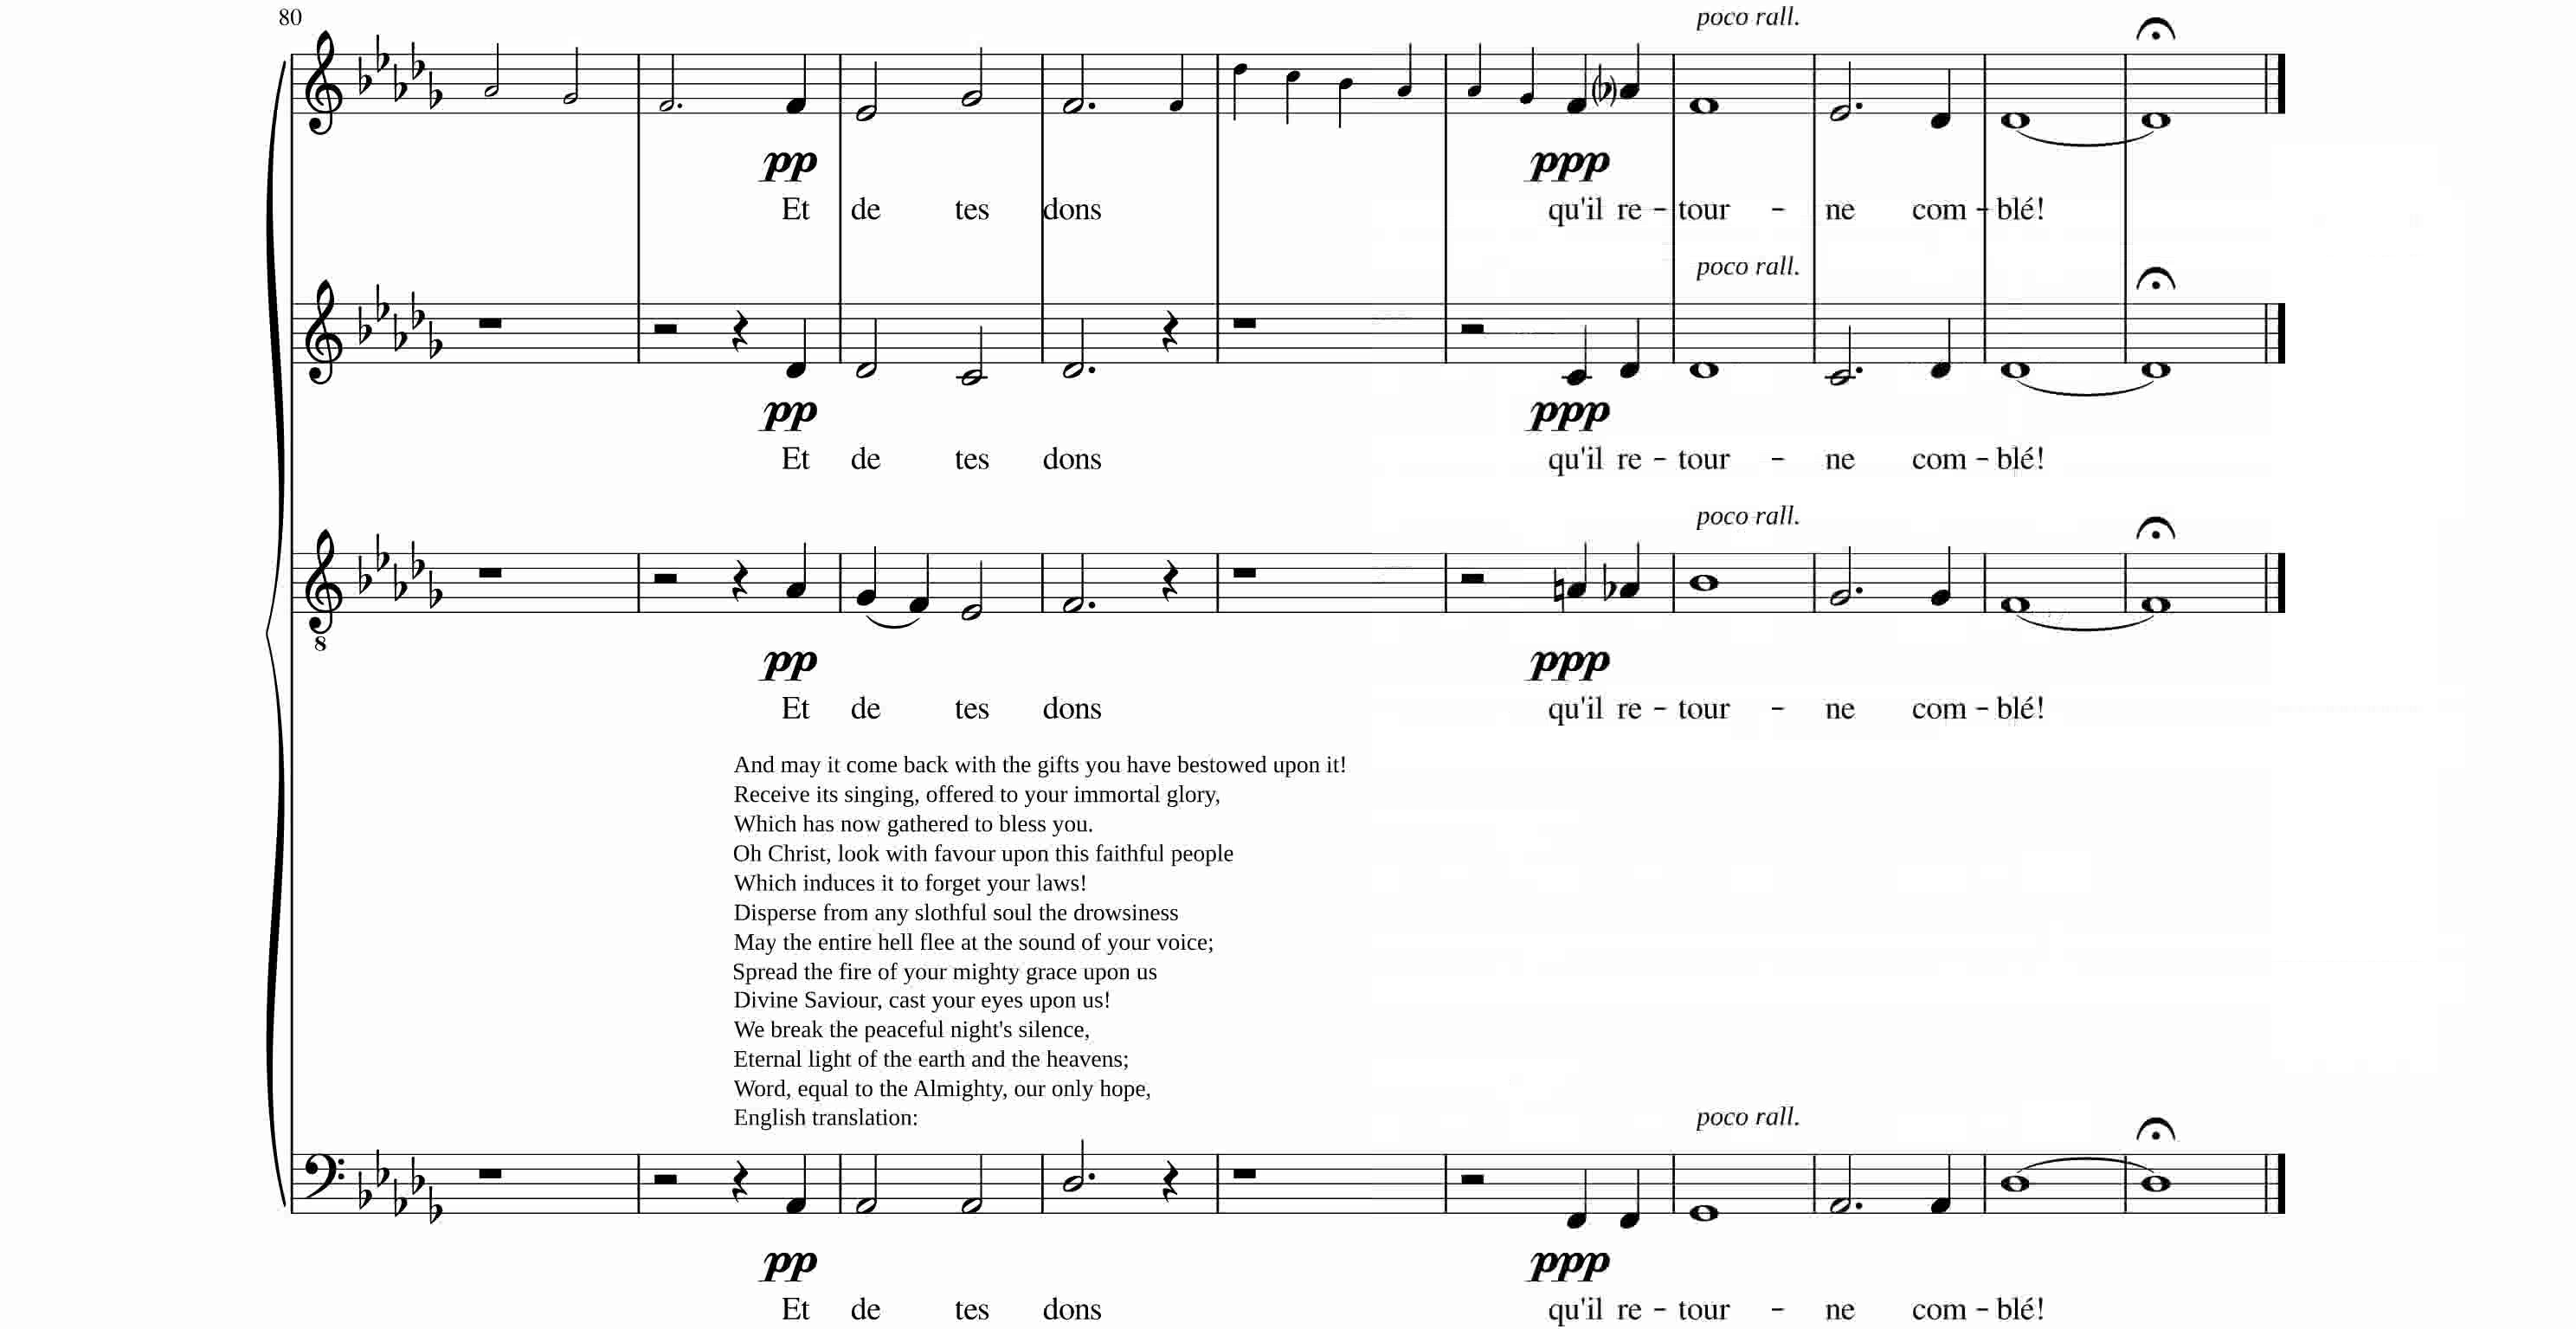 80
poco rall.
pp ppp
Et de tes dons qu'il re - tour - ne com - blé!
poco rall.
pp ppp
Et de tes dons qu'il re - tour - ne com - blé!
poco rall.
8
pp ppp
Et de tes dons qu'il re - tour - ne com - blé!
And may it come back with the gifts you have bestowed upon it!
Receive its singing, offered to your immortal glory,
Which has now gathered to bless you.
Oh Christ, look with favour upon this faithful people
Which induces it to forget your laws!
Disperse from any slothful soul the drowsiness
May the entire hell flee at the sound of your voice;
Spread the fire of your mighty grace upon us
Divine Saviour, cast your eyes upon us!
We break the peaceful night's silence,
Eternal light of the earth and the heavens;
Word, equal to the Almighty, our only hope,
English translation:
poco rall.
pp ppp
Et de tes dons qu'il re - tour - ne com - blé!